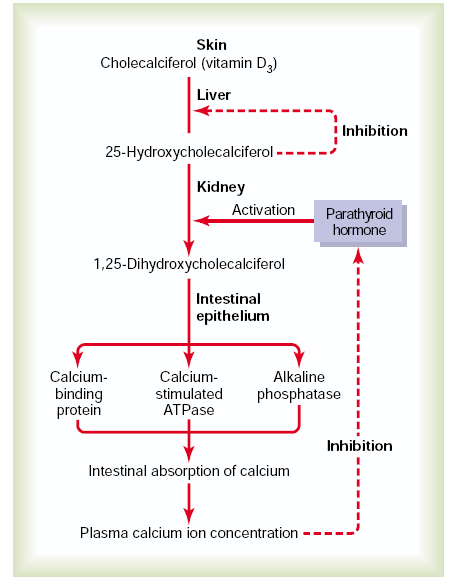 Skin
Cholecalciferol (vitamin D3)
Liver
Inhibition
25-Hydroxycholecalciferol
Kidney
Activation
Parathyroid
hormone
1,25-Dihydroxycholecalciferol
Intestinal
epithelium
Calcium-
binding
protein
Calcium-
stimulated
ATPase
Alkaline
phosphatase
Inhibition
Intestinal absorption of calcium
Plasma calcium ion concentration